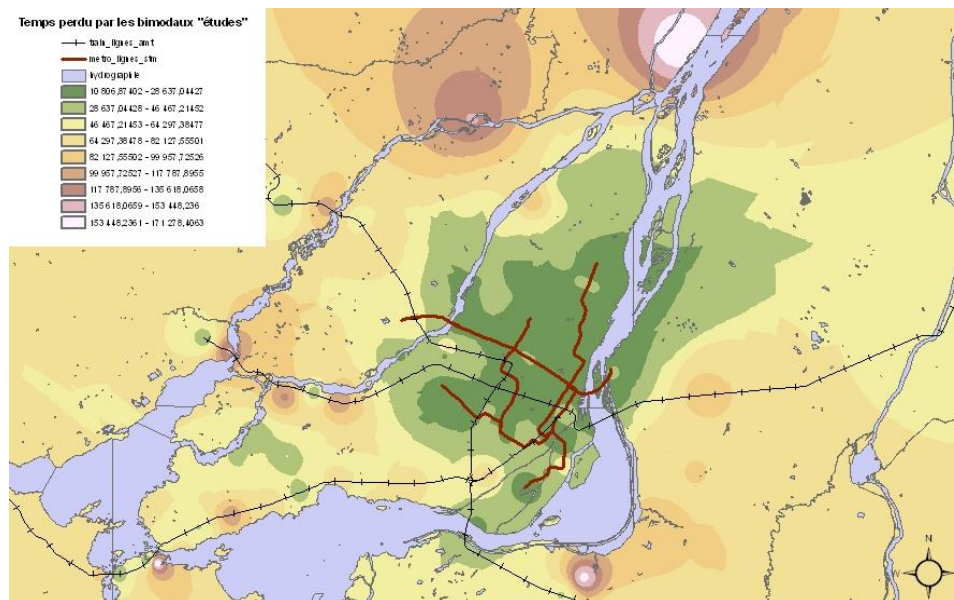 Temps perdu par les bimodaux "études"
train_lignes_amt
metro_lignes_stm
hydrographie
10 806,87402 - 28 637,04427
28 637,04428 - 46 467,21452
46 467,21453 - 64 297,38477
64 297,38478 - 82 127,55501
82 127,55502 - 99 957,72526
99 957,72527 - 117 787,8955
117 787,8956 - 135 618,0658
135 618,0659 - 153 448,236
153 448,2361 - 171 278,4063
N
W